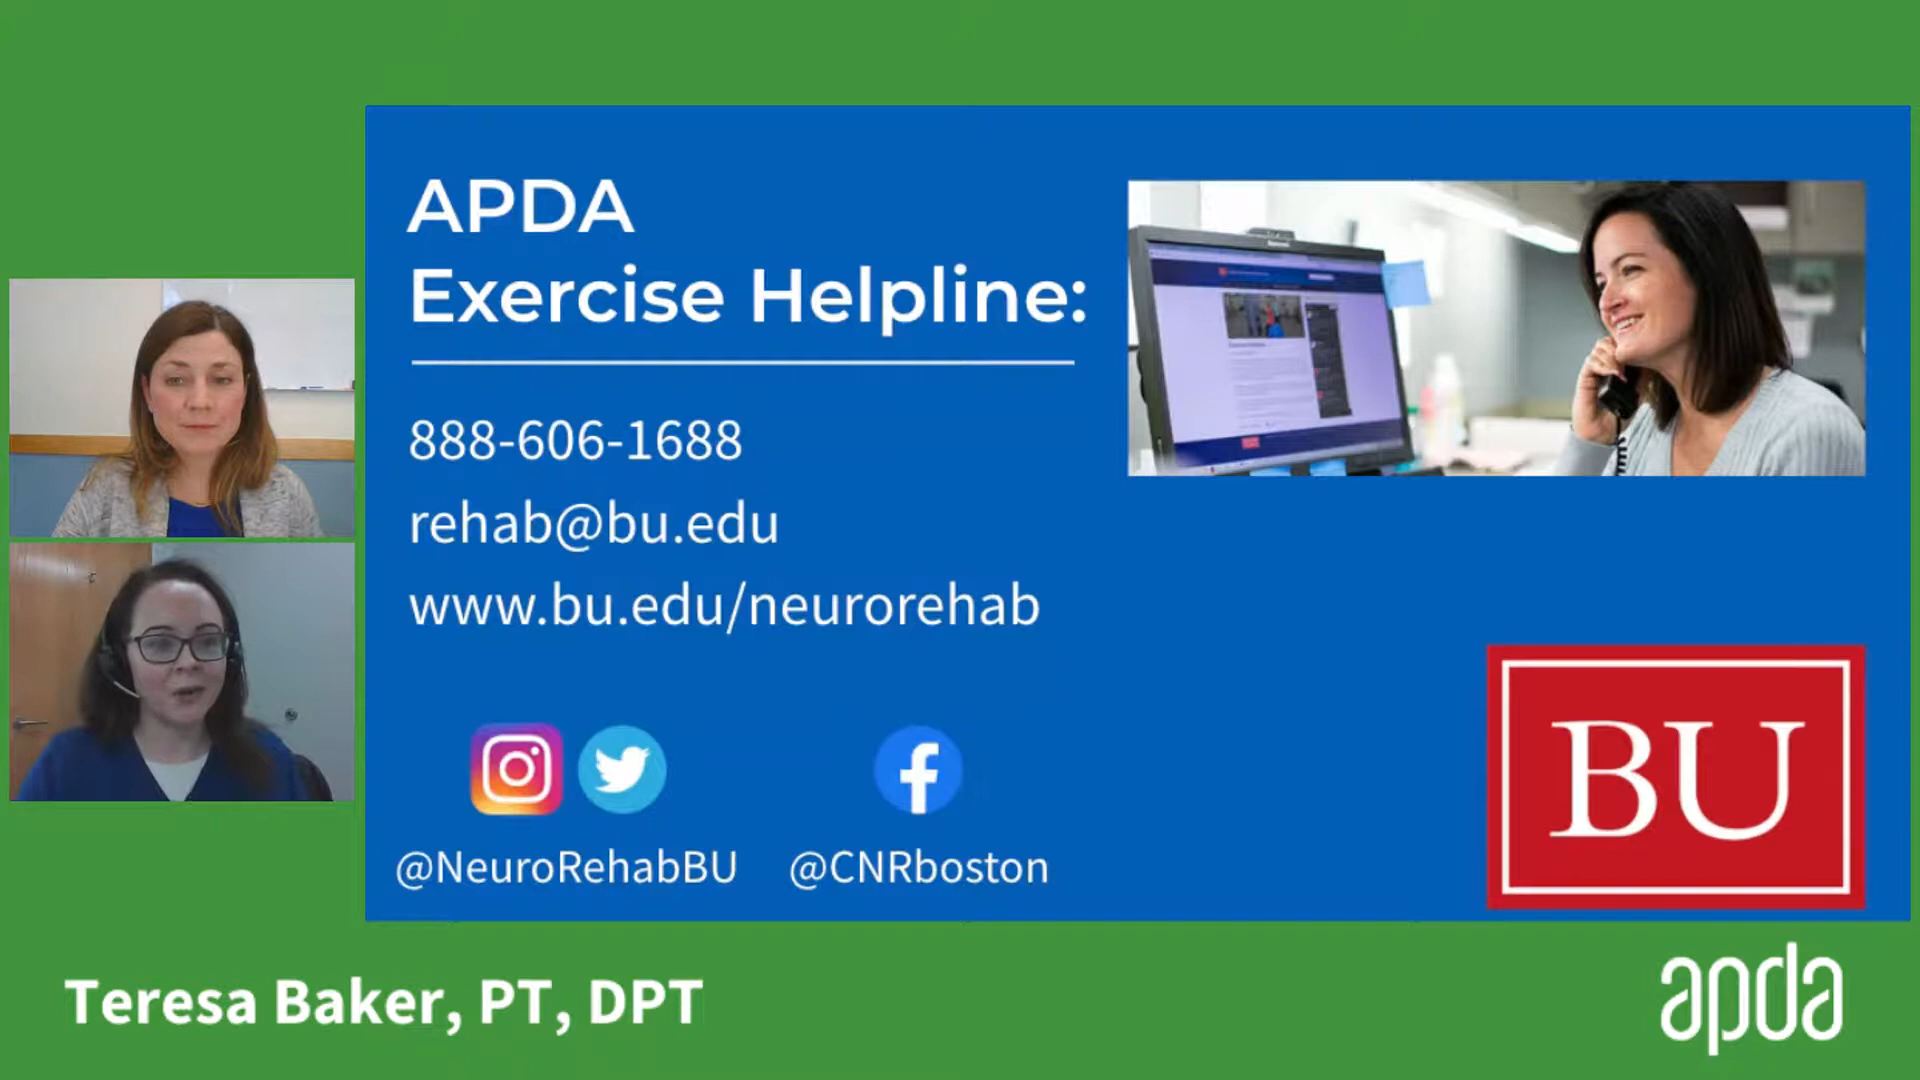 APDA
Exercise Helpline:
888-606-1688
rehab@bu.edu
www.bu.edu/neurorehab
@NeuroRehabBU
@CNRboston
BU
Teresa Baker, PT, DPT
apda